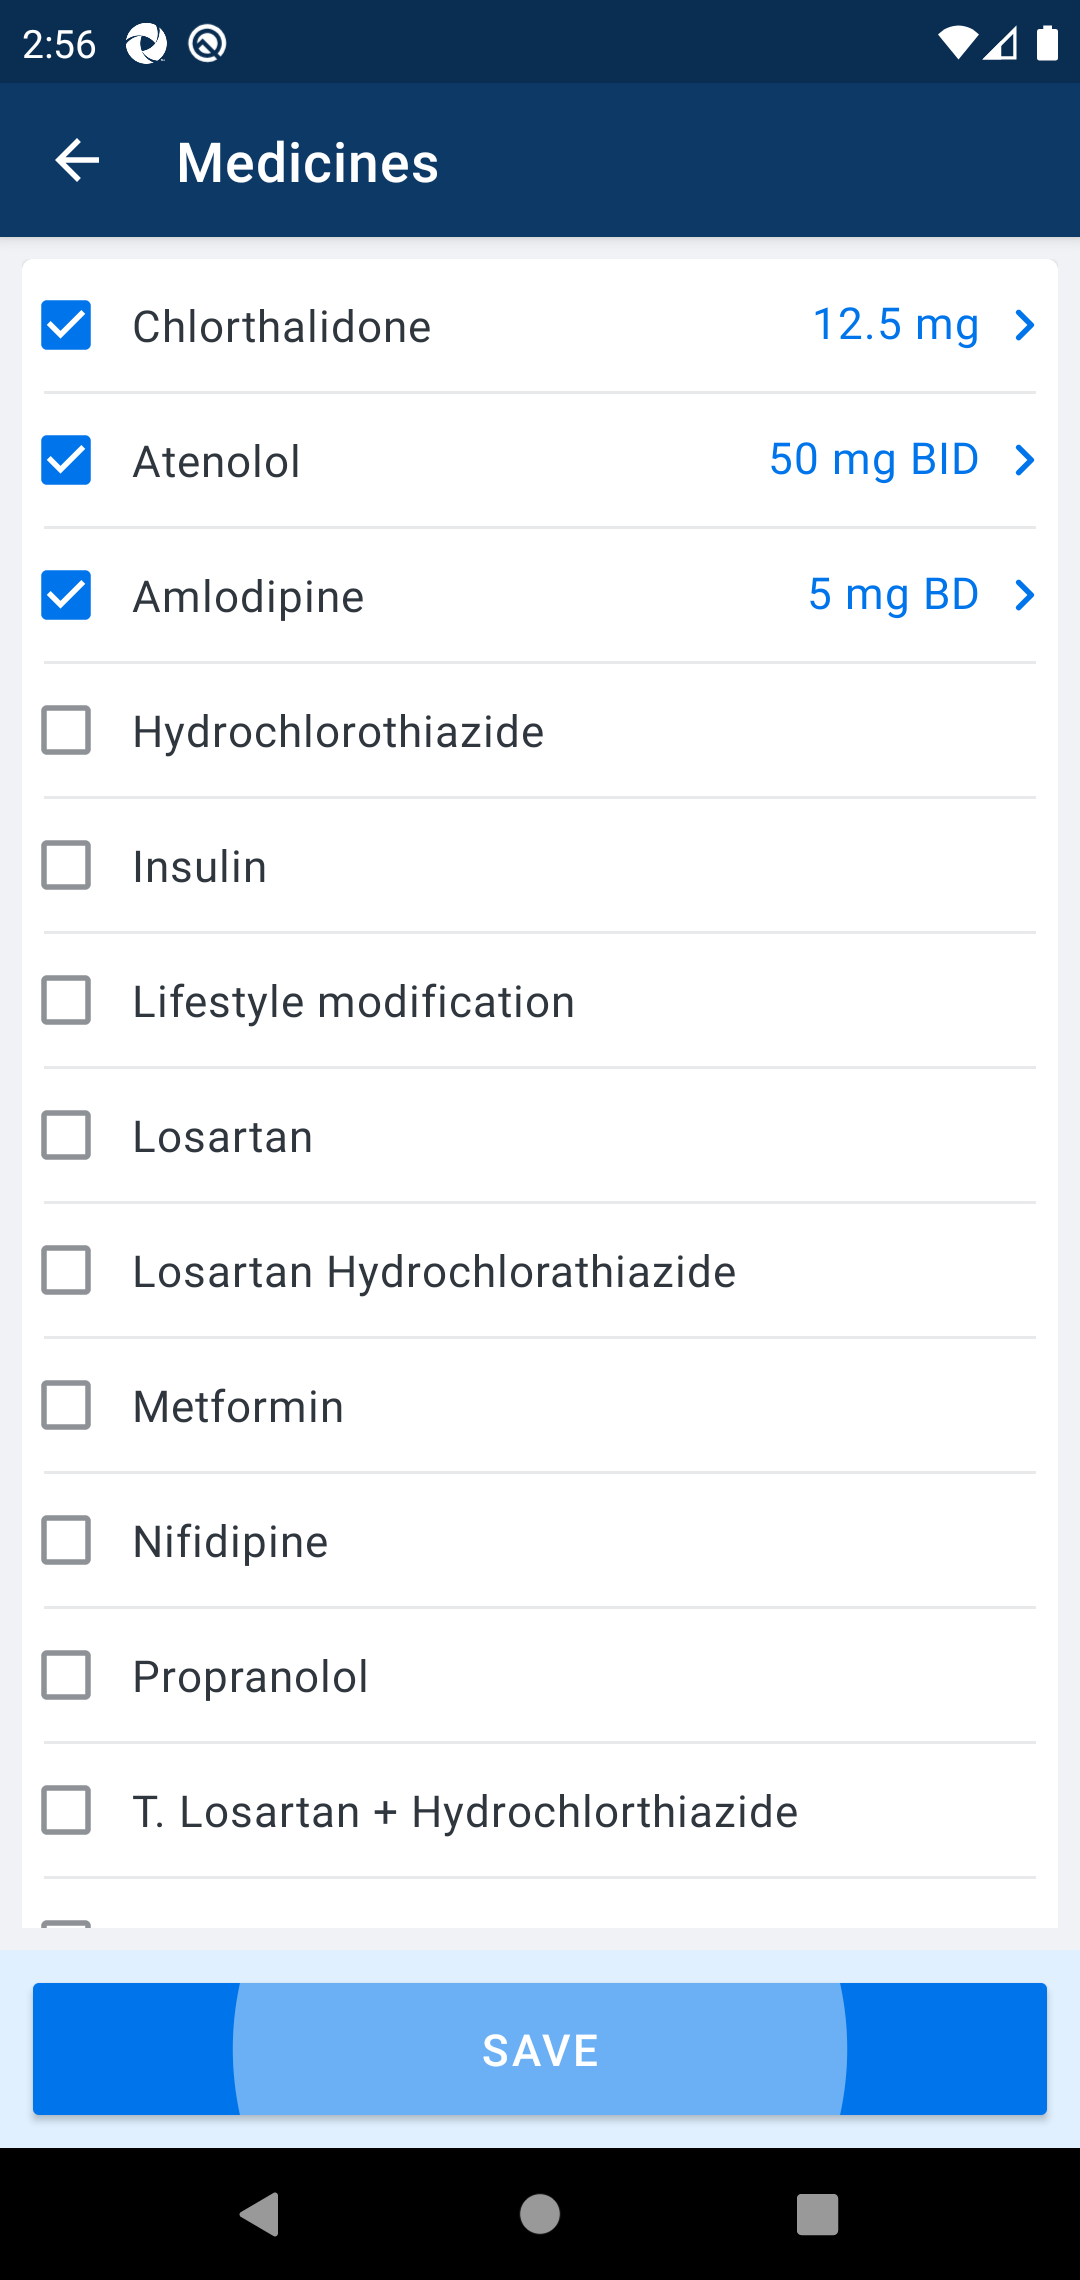 2:56
Medicines
Chlorthalidone 12.5 mg
Atenolol 50 mg BID
Amlodipine 5 mg BD
Hydrochlorothiazide
Insulin
Lifestyle modification
Losartan
Losartan Hydrochlorathiazide
Metformin
Nifidipine
Propranolol
T. Losartan + Hydrochlorthiazide
SAVE